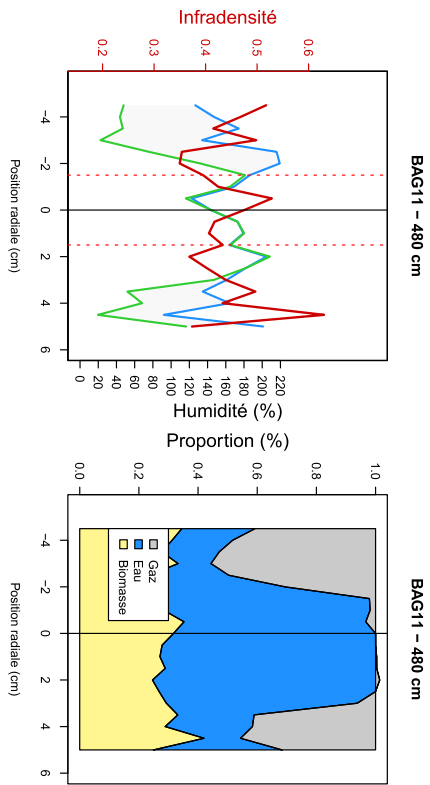 BAG11 − 480 cm
Infradensité
0.2 0.3 0.4 0.5 0.6
−4 −2 0 2 4 6
Position radiale (cm)
0 20 40 60 80 100 120 140 160 180 200 220
Humidité (%)
BAG11 − 480 cm
Proportion (%)
0.0 0.2 0.4 0.6 0.8 1.0
Gaz
Eau
Biomasse
−4 −2 0 2 4 6
Position radiale (cm)